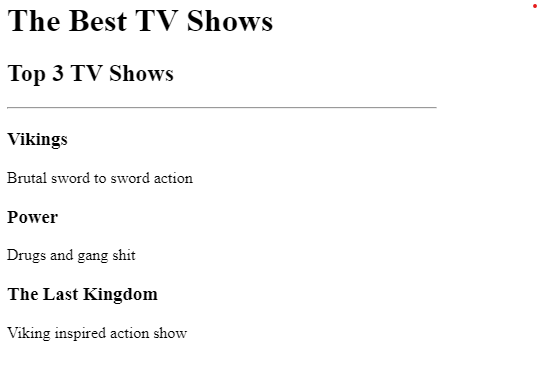 The Best TV Shows
Top 3 TV Shows
Vikings
Brutal sword to sword action
Power
Drugs and gang shit
The Last Kingdom
Viking inspired action show